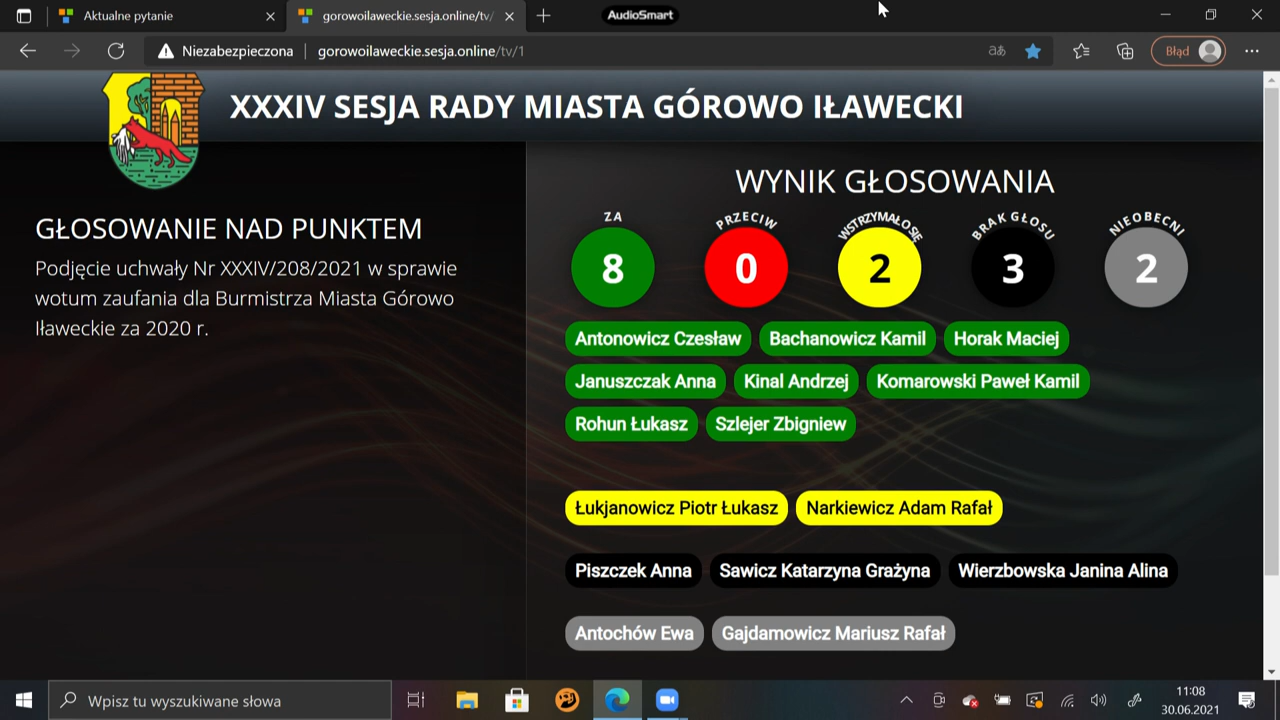 Aktualne pytanie
gorowoilaweckie.sesja.online/tv/
AudioSmart
Niezabezpieczona
gorowoilaweckie.sesja.online/tv/1
Błąd
XXXIV SESJA RADY MIASTA GÓROWO IŁAWECKI
GŁOSOWANIE NAD PUNKTEM
Podjęcie uchwały Nr XXXIV/208/2021 w sprawie
wotum zaufania dla Burmistrza Miasta Górowo
Iławeckie za 2020 r.
WYNIK GŁOSOWANIA
ZA PRZECIW WSTRZYMAŁO SIĘ BRAK GŁOSU NIEOBECNI
8 0 2 3 2
Antonowicz Czesław Bachanowicz Kamil Horak Maciej
Januszczak Anna Kinal Andrzej Komarowski Paweł Kamil
Rohun Łukasz Szlejer Zbigniew
Łukjanowicz Piotr Łukasz Narkiewicz Adam Rafał
Piszczek Anna Sawicz Katarzyna Grażyna Wierzbowska Janina Alina
Antochów Ewa Gajdamowicz Mariusz Rafał
Wpisz tu wyszukiwane słowa
11:08
30.06.2021